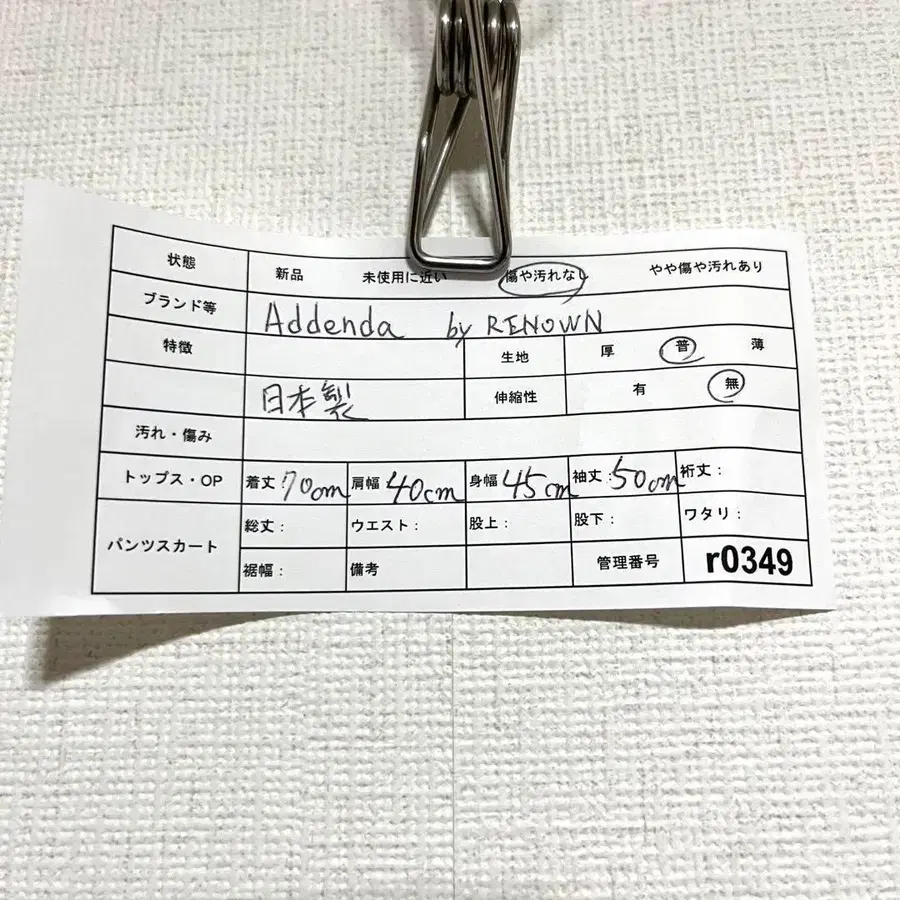 状態 新品 未使用に近い 傷や汚れなし やや傷や汚れあり
ブランド等 Addenda by RENOWN
特徴 生地 厚 普 薄
日本製 伸縮性 有 無
汚れ・傷み
トップス・OP 着丈:70cm 肩幅 40cm 身幅 45cm 袖丈:50cm 裄丈:
パンツスカート 総丈: ウエスト: 股上: 股下: ワタリ:
裾幅: 備考 管理番号 r0349